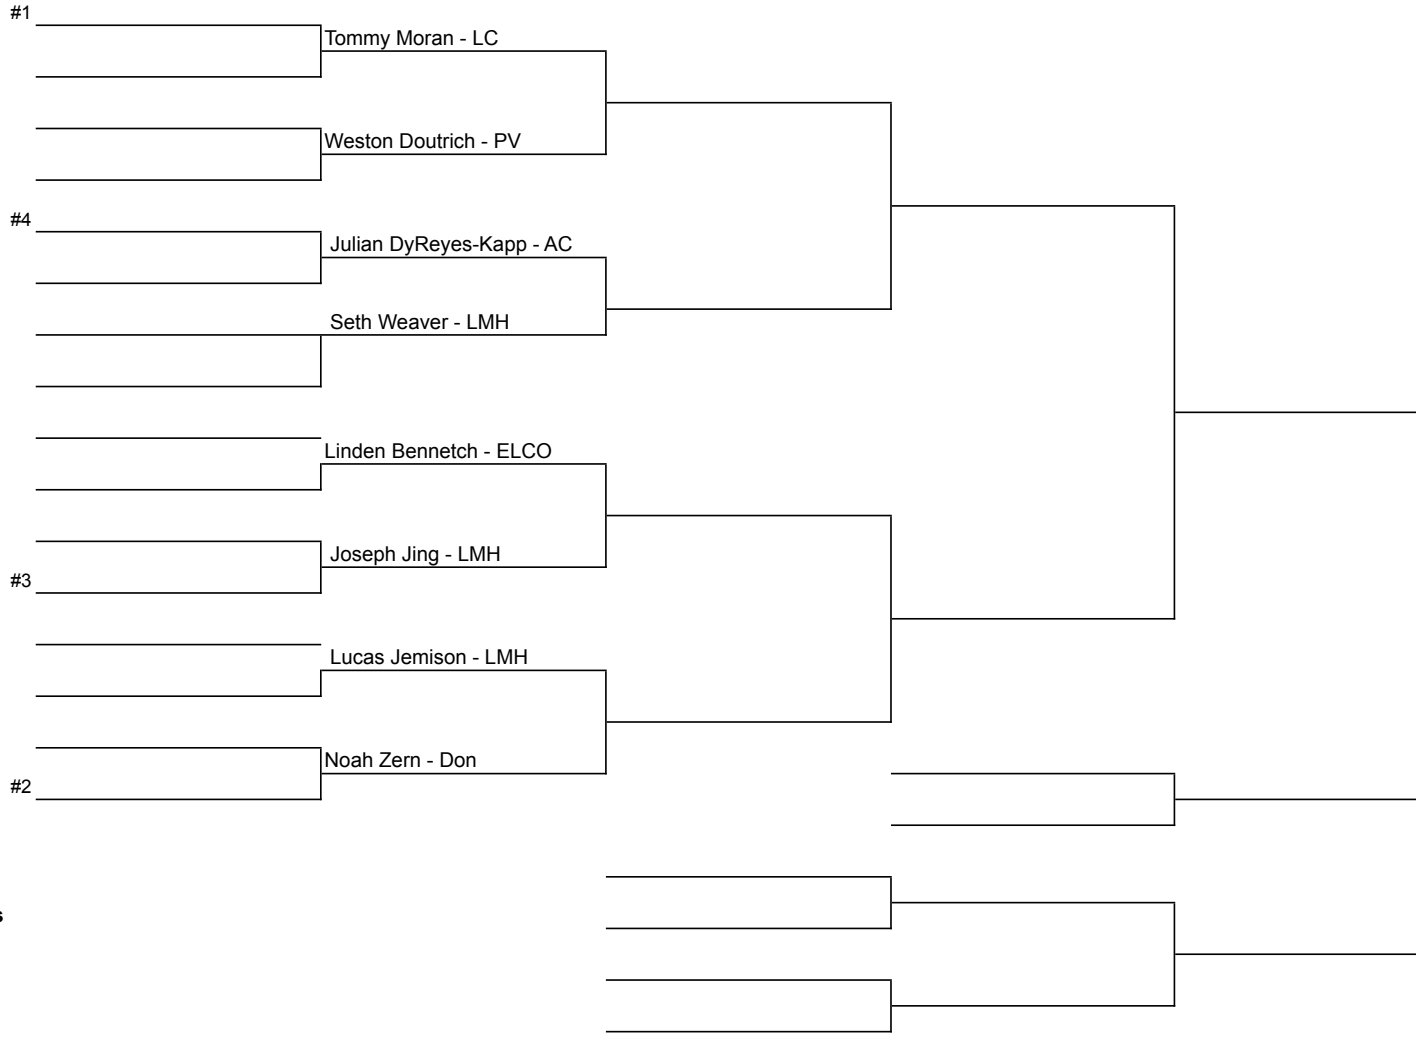 #1
Tommy Moran - LC
Weston Doutrich - PV
#4
Julian DyReyes-Kapp - AC
Seth Weaver - LMH
Linden Bennetch - ELCO
Joseph Jing - LMH
#3
Lucas Jemison - LMH
Noah Zern - Don
#2
s